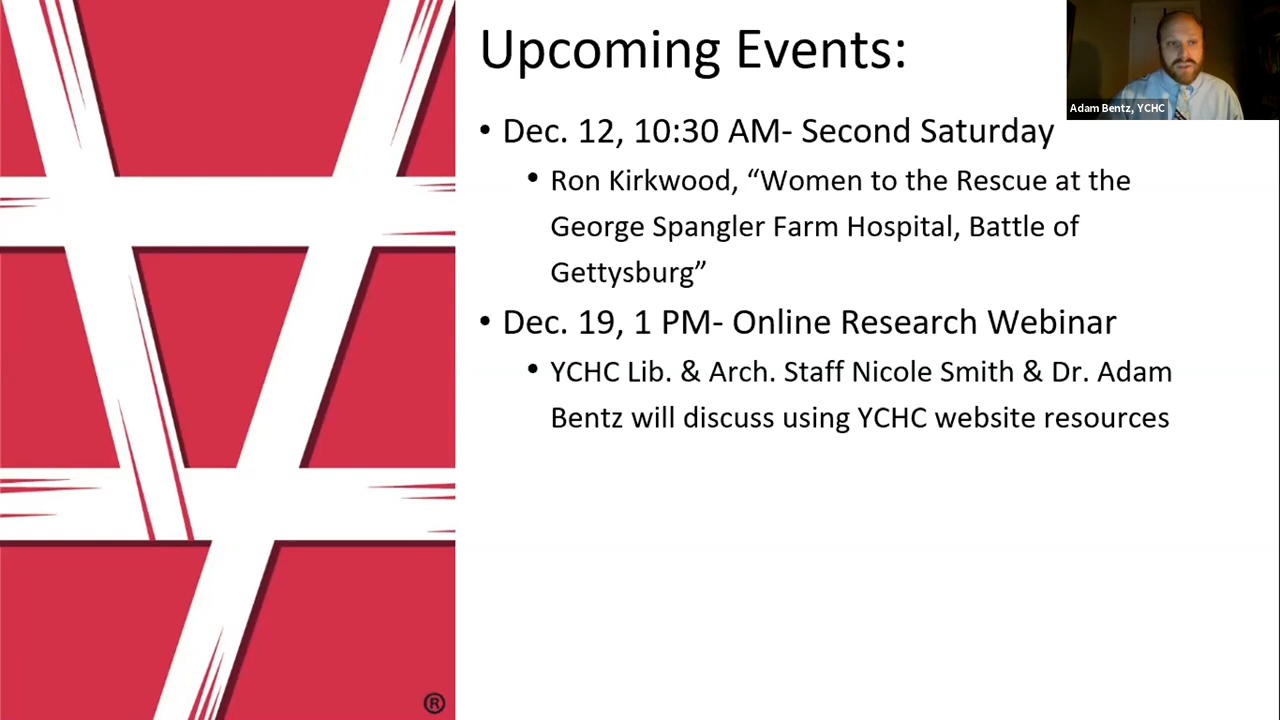 Upcoming Events:
Adam Bentz, YCHC
• Dec. 12, 10:30 AM- Second Saturday
• Ron Kirkwood, “Women to the Rescue at the
George Spangler Farm Hospital, Battle of
Gettysburg”
• Dec. 19, 1 PM- Online Research Webinar
• YCHC Lib. & Arch. Staff Nicole Smith & Dr. Adam
Bentz will discuss using YCHC website resources
®